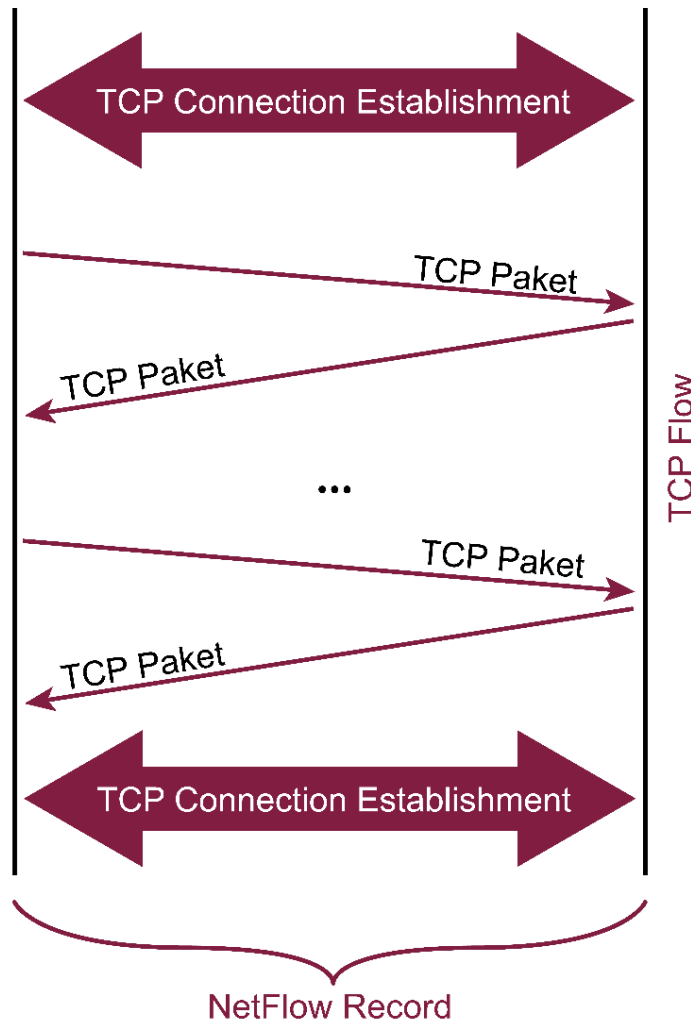 TCP Connection Establishment
TCP Paket
TCP Paket
TCP Flow
...
TCP Paket
TCP Paket
TCP Connection Establishment
NetFlow Record